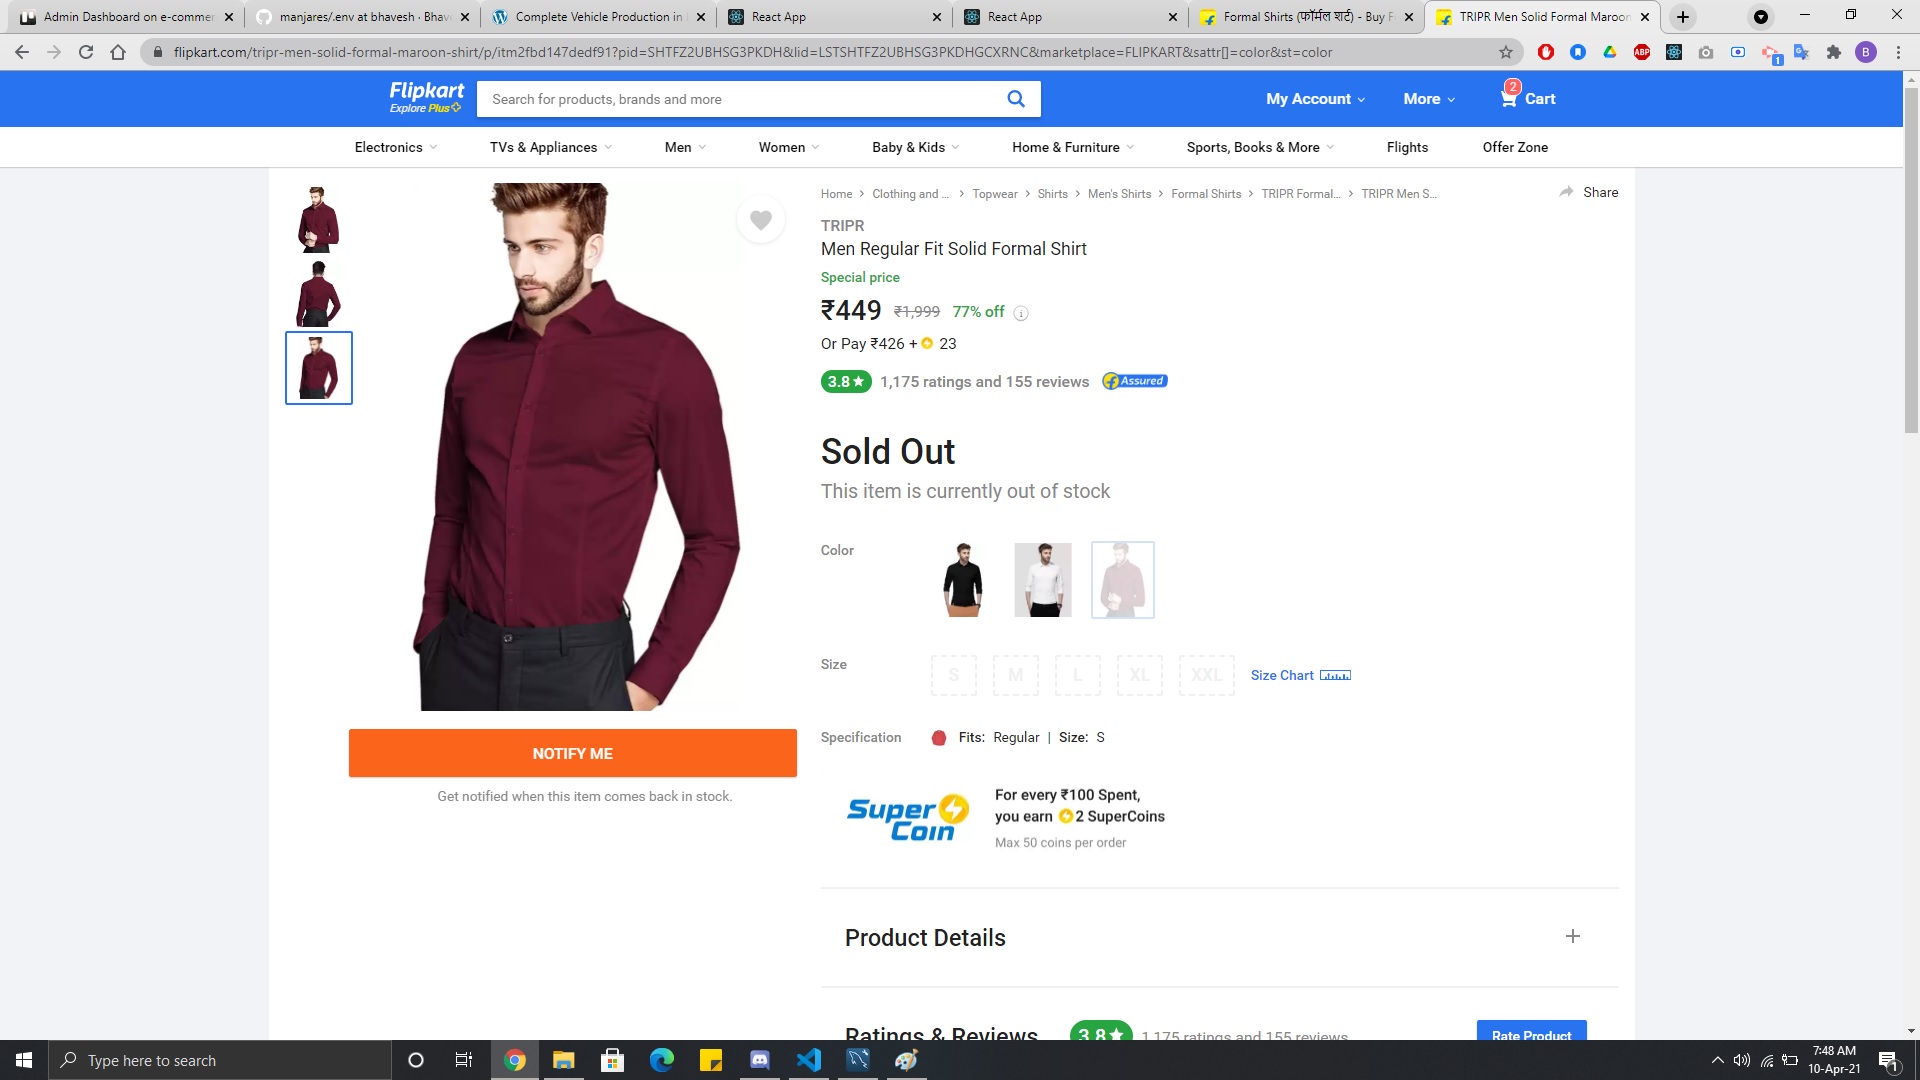 Admin Dashboard on e-commer
manjares/.env at bhavesh · Bhav
Complete Vehicle Production in
React App
React App
Formal Shirts (फॉर्मल शर्ट) - Buy F
TRIPR Men Solid Formal Maroon
flipkart.com/tripr-men-solid-formal-maroon-shirt/p/itm2fbd147dedf91?pid=SHTFZ2UBHSG3PKDH&lid=LSTSHTFZ2UBHSG3PKDHGCXRNC&marketplace=FLIPKART&sattr[]=color&st=color
ABP
1
B
Flipkart
Explore Plus
Search for products, brands and more
My Account
More
2
Cart
Electronics
TVs & Appliances
Men
Women
Baby & Kids
Home & Furniture
Sports, Books & More
Flights
Offer Zone
Home > Clothing and ... > Topwear > Shirts > Men's Shirts > Formal Shirts > TRIPR Formal... > TRIPR Men S...
Share
TRIPR
Men Regular Fit Solid Formal Shirt
Special price
₹449 ₹1,999 77% off
Or Pay ₹426 + 23
3.8★ 1,175 ratings and 155 reviews Assured
Sold Out
This item is currently out of stock
Color
Size
S M L XL XXL
Size Chart
Specification
Fits: Regular | Size: S
NOTIFY ME
Get notified when this item comes back in stock.
Super Coin
For every ₹100 Spent,
you earn 2 SuperCoins
Max 50 coins per order
Product Details
+
Ratings & Reviews 3.8★ 1,175 ratings and 155 reviews
Rate Product
Type here to search
7:48 AM
10-Apr-21
1